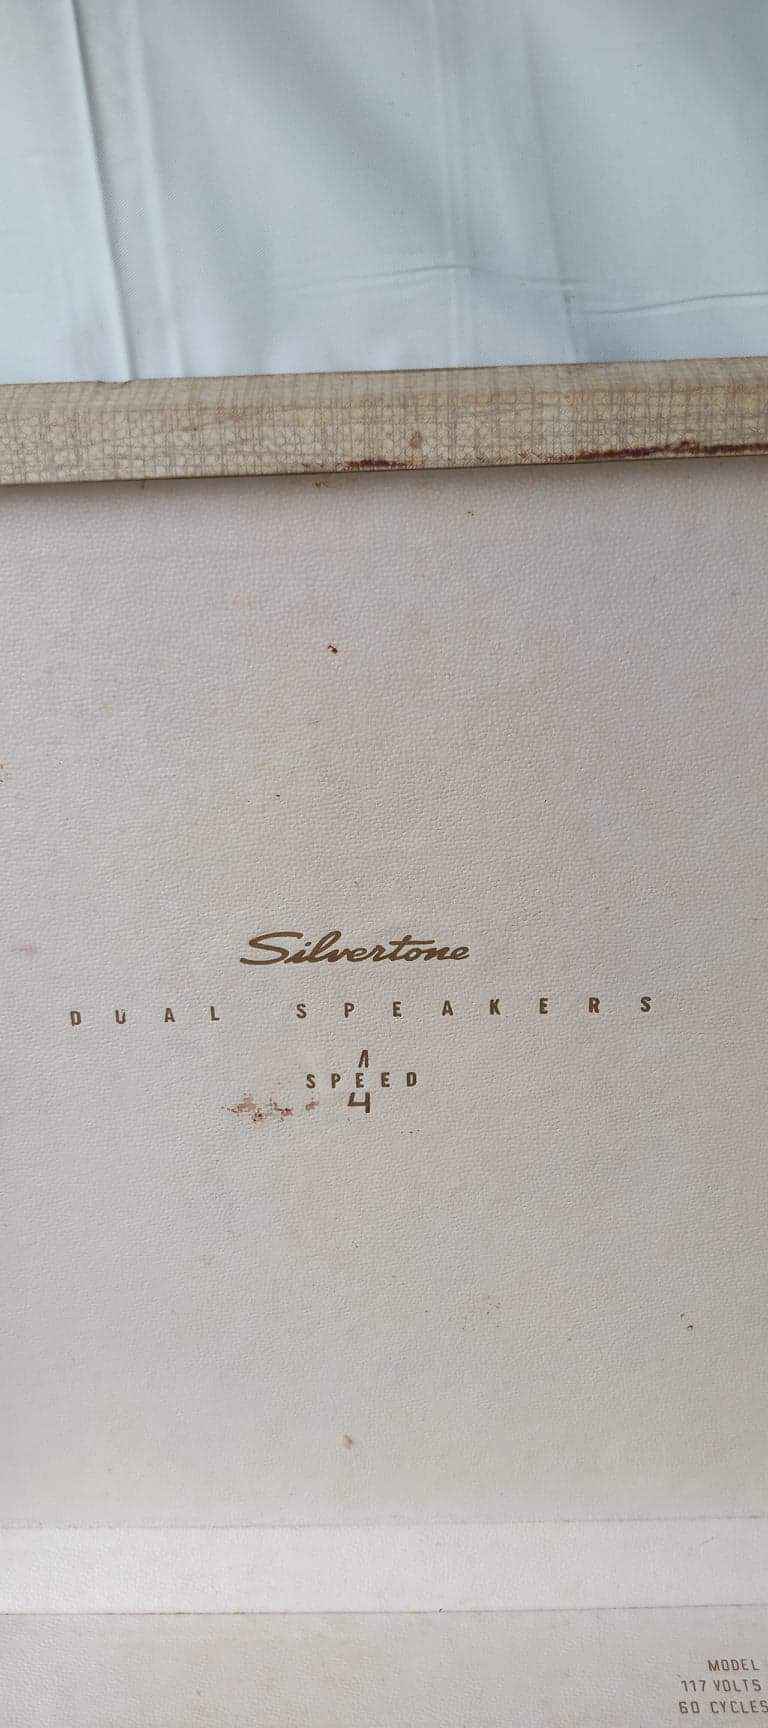 Silvertone
DUAL SPEAKERS
SPEED
4
MODEL
117 VOLTS
60 CYCLES